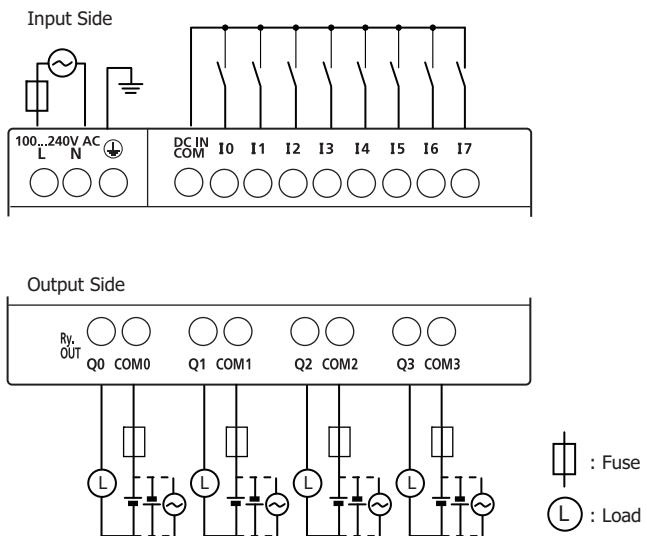 Input Side
100...240V AC
L N
DC IN
COM I0 I1 I2 I3 I4 I5 I6 I7
Output Side
Ry.
OUT
Q0 COM0 Q1 COM1 Q2 COM2 Q3 COM3
L L L L
: Fuse
L : Load